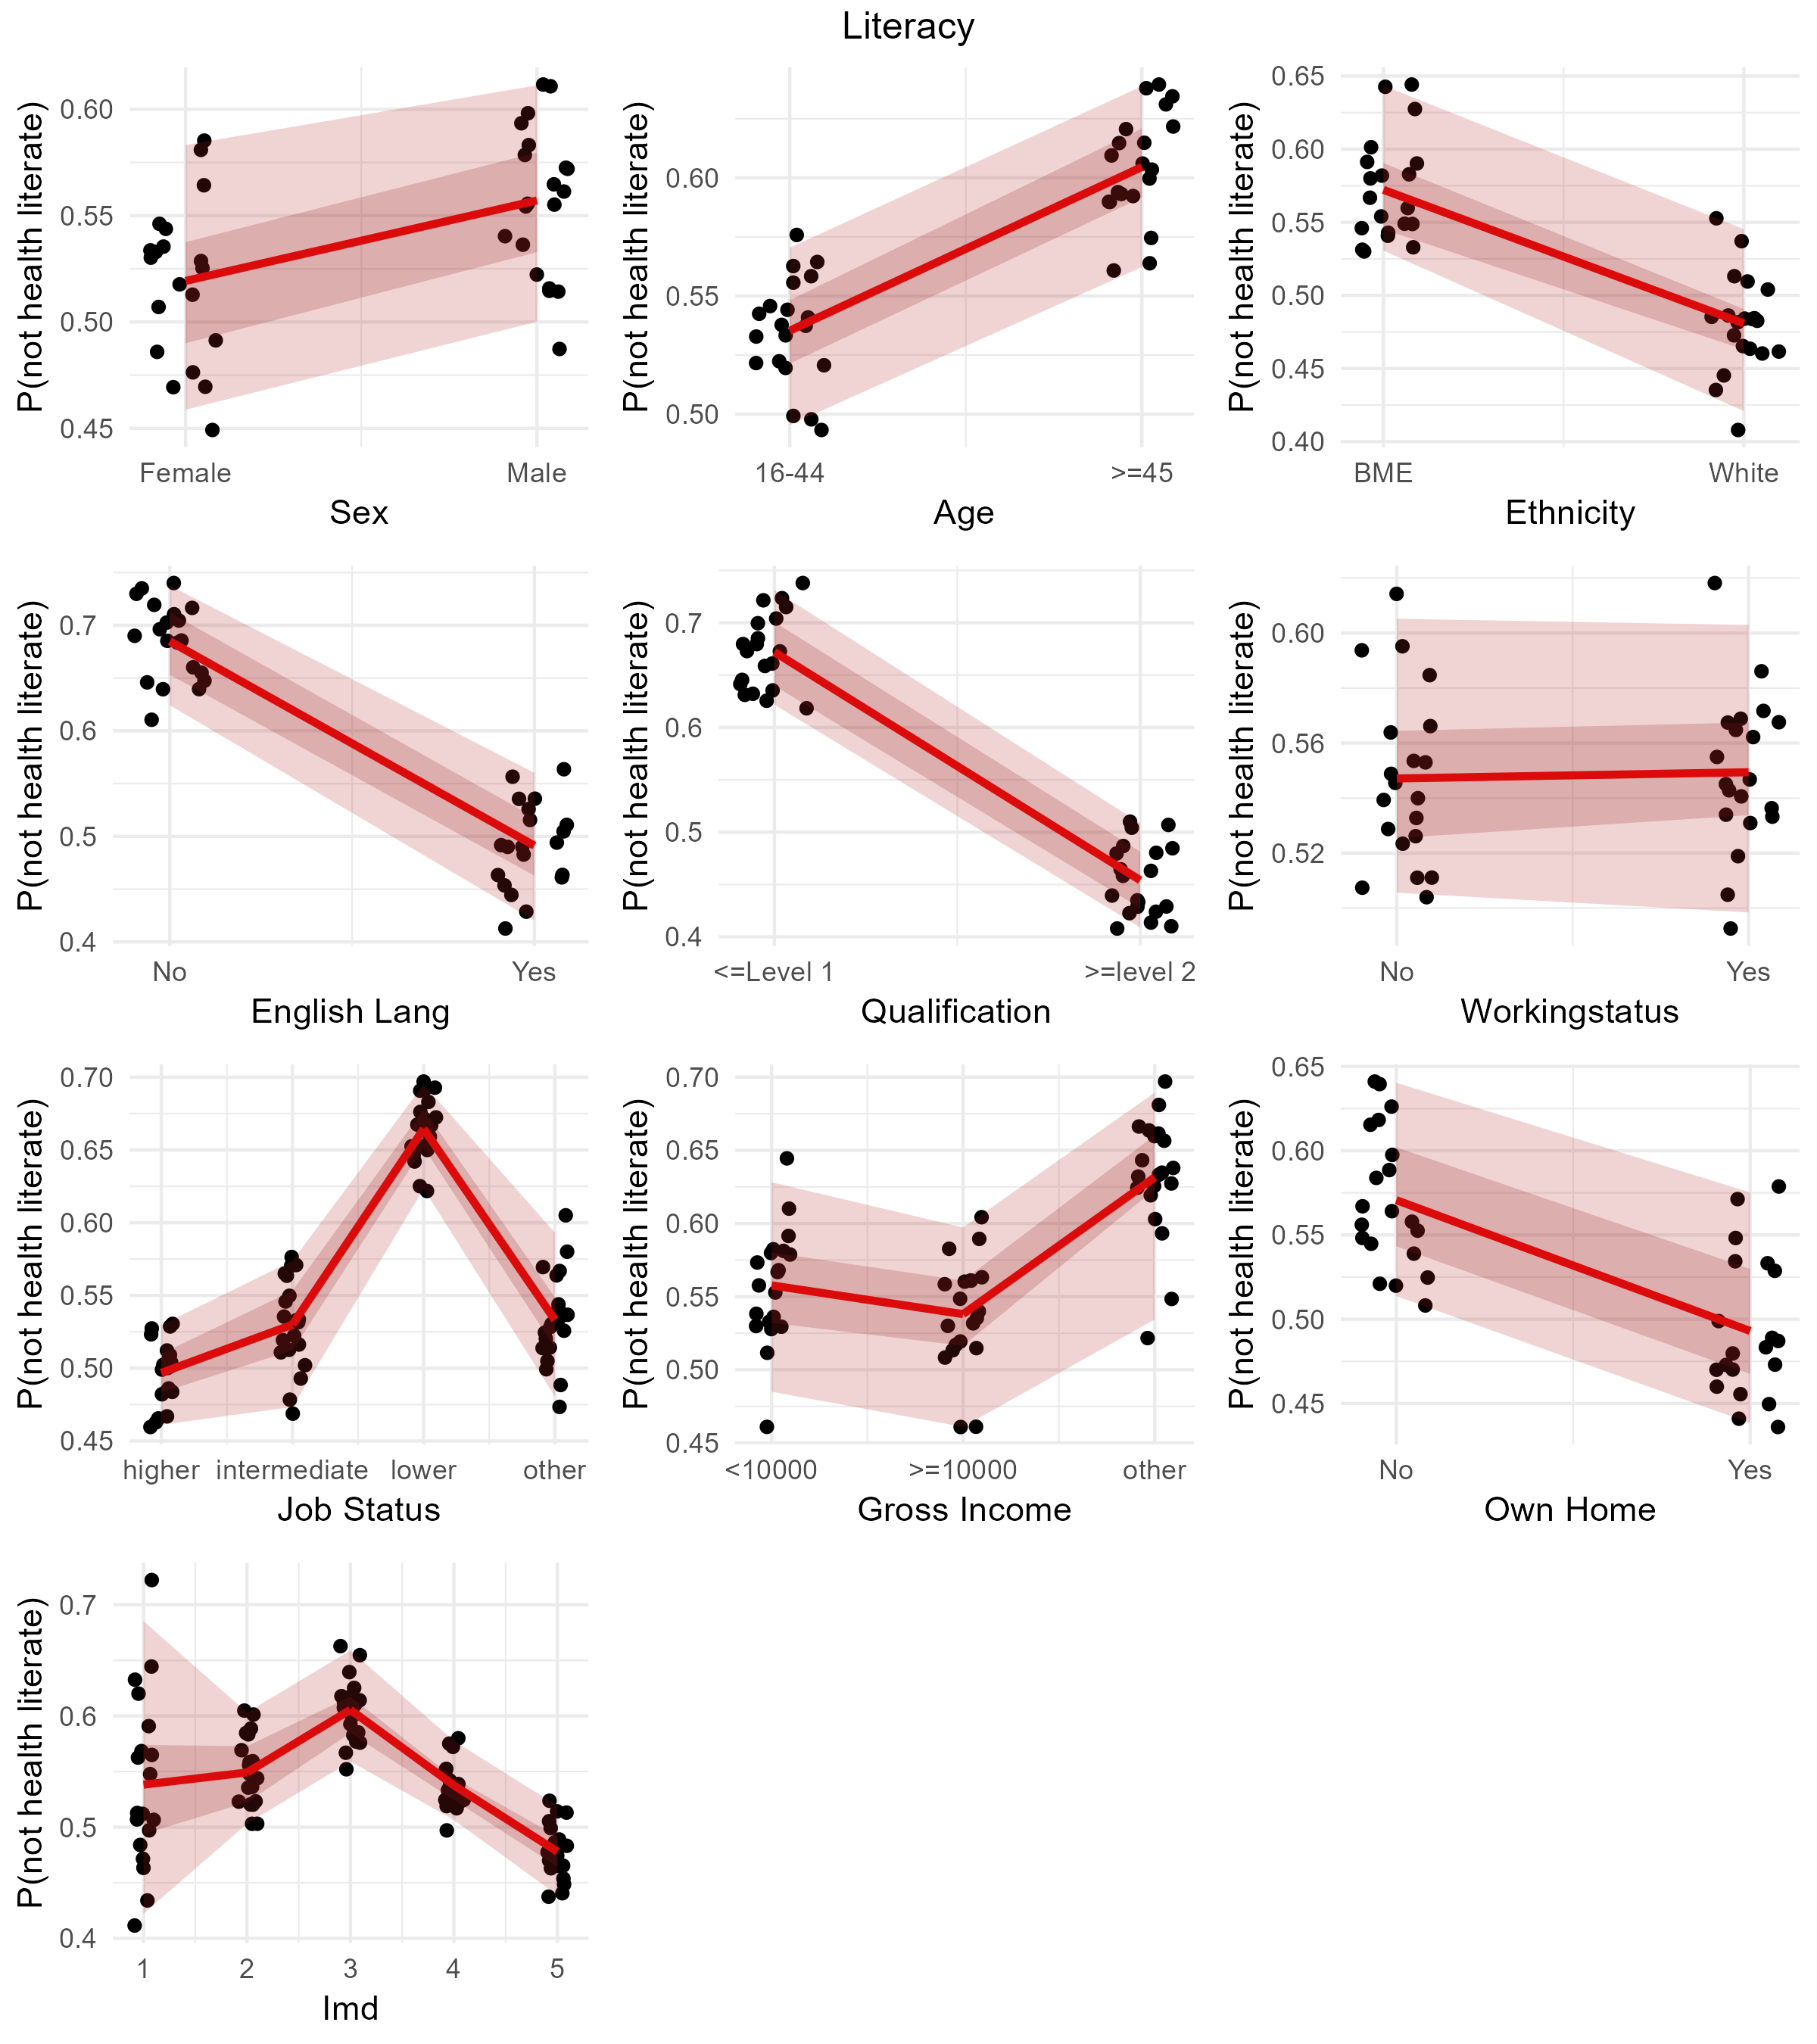 Literacy
P(not health literate)
0.60
0.55
0.50
0.45
Female Male
Sex
P(not health literate)
0.60
0.55
0.50
16-44 >=45
Age
P(not health literate)
0.65
0.60
0.55
0.50
0.45
0.40
BME White
Ethnicity
P(not health literate)
0.7
0.6
0.5
0.4
No Yes
English Lang
P(not health literate)
0.7
0.6
0.5
0.4
<=Level 1 >=level 2
Qualification
P(not health literate)
0.60
0.56
0.52
No Yes
Workingstatus
P(not health literate)
0.70
0.65
0.60
0.55
0.50
0.45
higher intermediate lower other
Job Status
P(not health literate)
0.70
0.65
0.60
0.55
0.50
0.45
<10000 >=10000 other
Gross Income
P(not health literate)
0.65
0.60
0.55
0.50
0.45
No Yes
Own Home
P(not health literate)
0.7
0.6
0.5
0.4
1 2 3 4 5
Imd